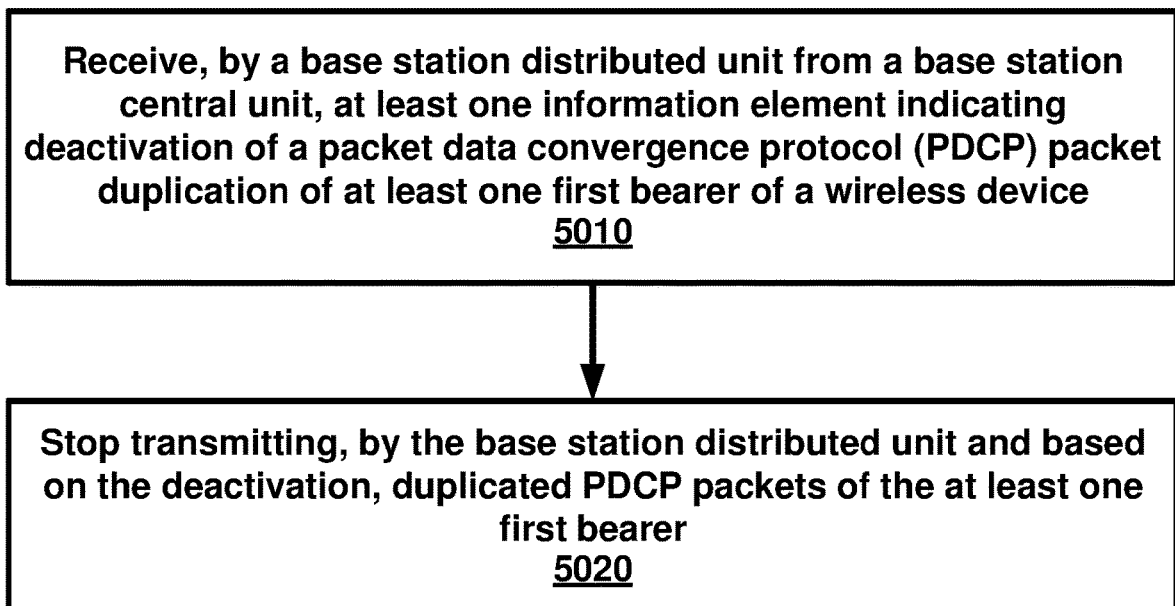 Receive, by a base station distributed unit from a base station
central unit, at least one information element indicating
deactivation of a packet data convergence protocol (PDCP) packet
duplication of at least one first bearer of a wireless device
5010
Stop transmitting, by the base station distributed unit and based
on the deactivation, duplicated PDCP packets of the at least one
first bearer
5020